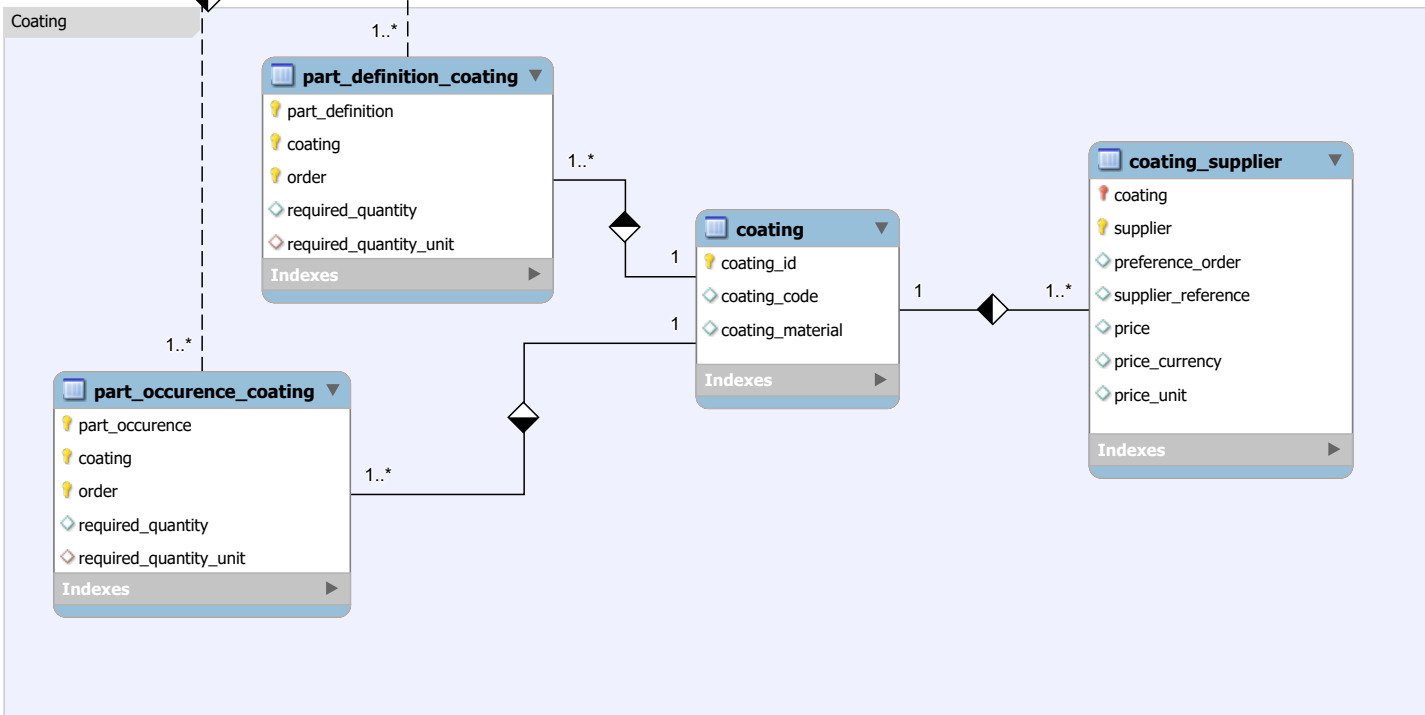 Coating
1..*
part_definition_coating
part_definition
coating
order
required_quantity
required_quantity_unit
Indexes
1..*
1
coating
coating_id
coating_code
coating_material
Indexes
1
1
1..*
coating_supplier
coating
supplier
preference_order
supplier_reference
price
price_currency
price_unit
Indexes
1..*
part_occurence_coating
part_occurence
coating
order
required_quantity
required_quantity_unit
Indexes
1..*